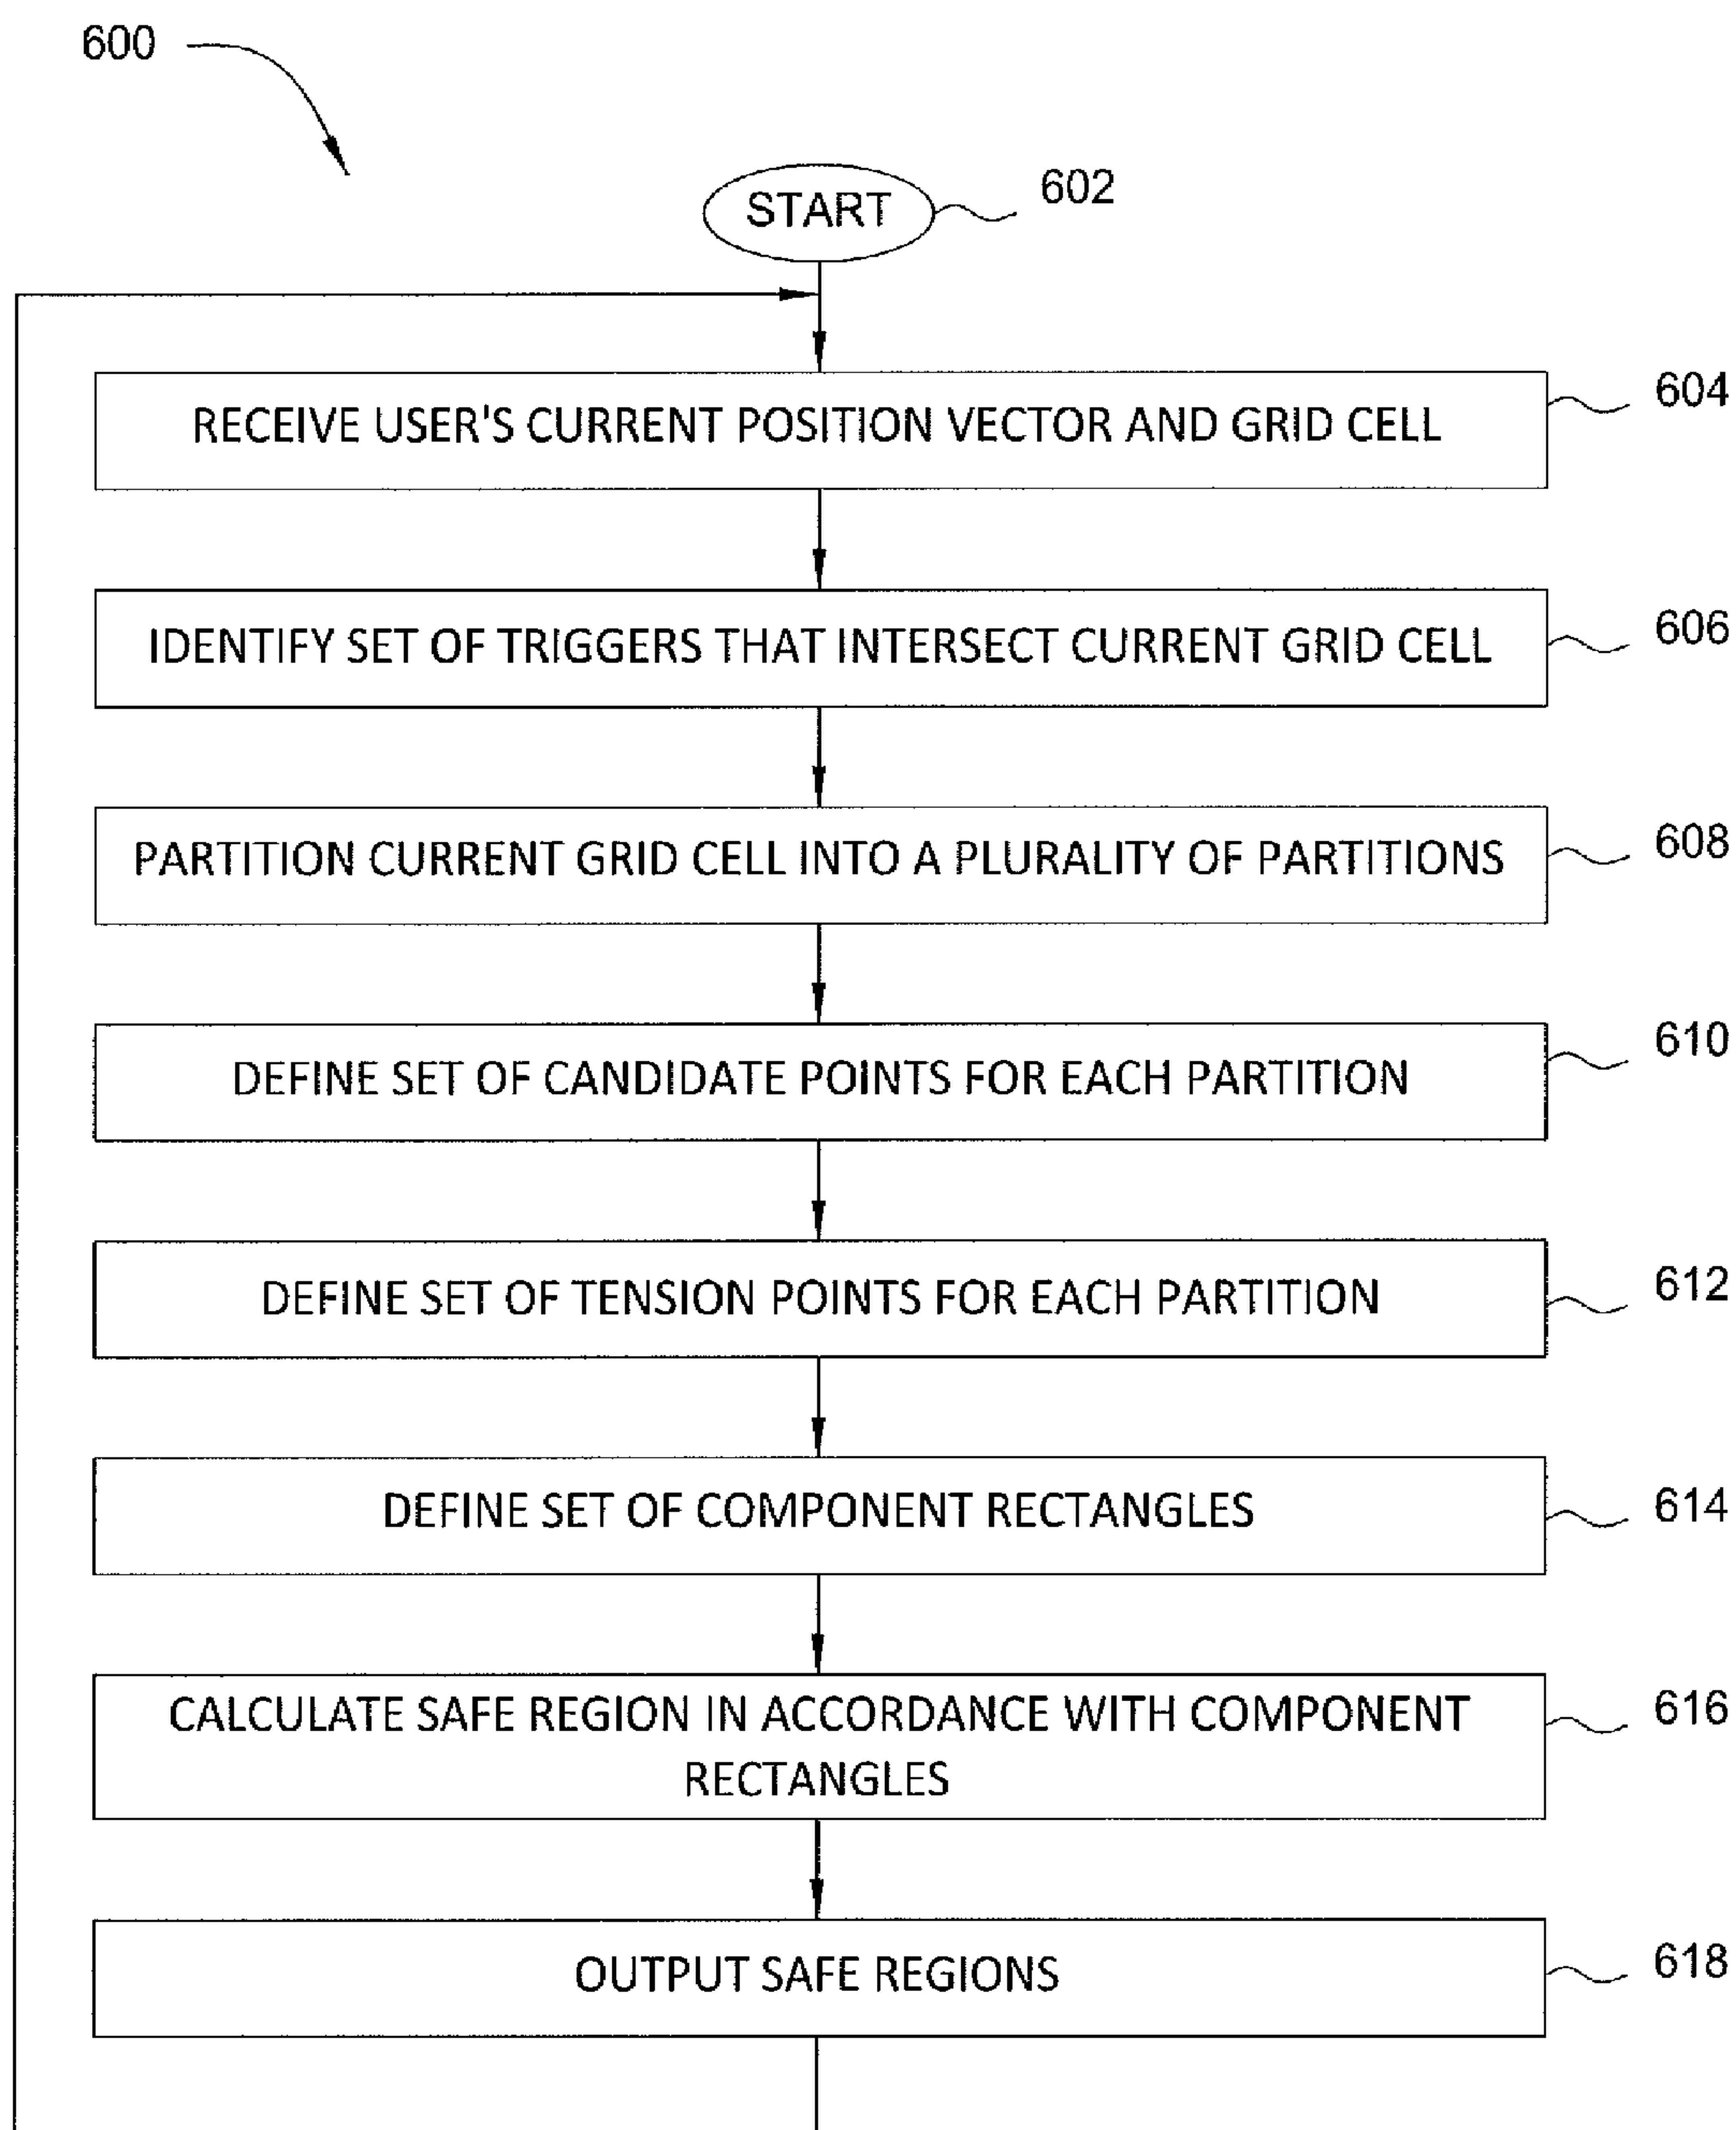 600
START
602
RECEIVE USER'S CURRENT POSITION VECTOR AND GRID CELL
604
IDENTIFY SET OF TRIGGERS THAT INTERSECT CURRENT GRID CELL
606
PARTITION CURRENT GRID CELL INTO A PLURALITY OF PARTITIONS
608
DEFINE SET OF CANDIDATE POINTS FOR EACH PARTITION
610
DEFINE SET OF TENSION POINTS FOR EACH PARTITION
612
DEFINE SET OF COMPONENT RECTANGLES
614
CALCULATE SAFE REGION IN ACCORDANCE WITH COMPONENT
RECTANGLES
616
OUTPUT SAFE REGIONS
618